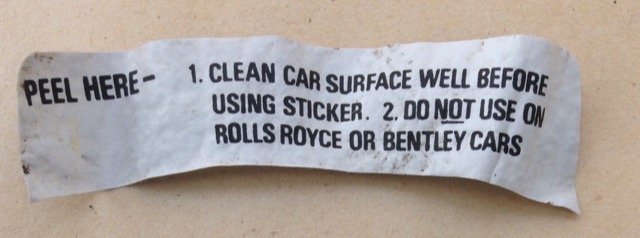 PEEL HERE- 1. CLEAN CAR SURFACE WELL BEFORE
USING STICKER. 2. DO NOT USE ON
ROLLS ROYCE OR BENTLEY CARS